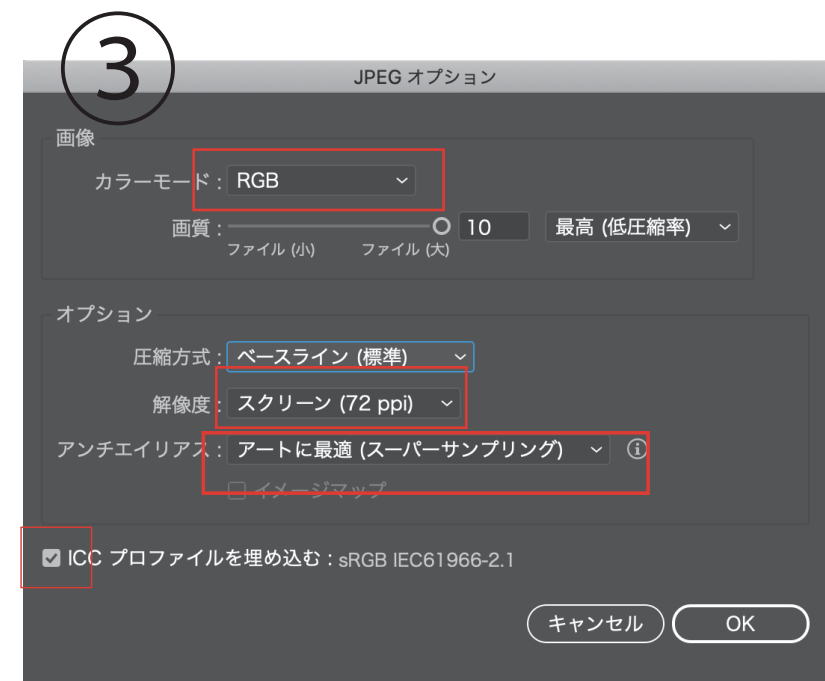 ③
JPEG オプション
画像
カラーモード : RGB
画質 : 10 最高 (低圧縮率)
ファイル (小) ファイル (大)
オプション
圧縮方式 : ベースライン (標準)
解像度 : スクリーン (72 ppi)
アンチエイリアス : アートに最適 (スーパーサンプリング)
イメージマップ
ICC プロファイルを埋め込む : sRGB IEC61966-2.1
キャンセル OK